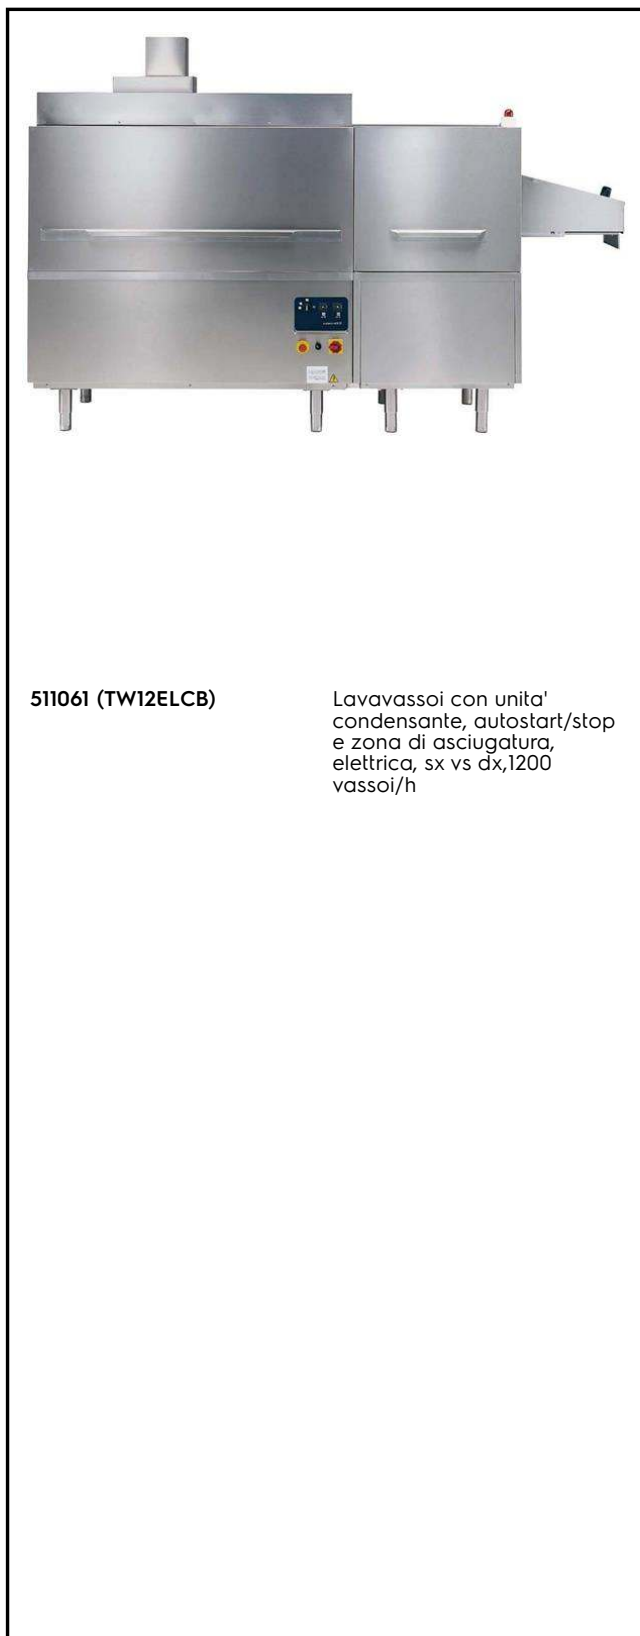 511061 (TW12ELCB)
Lavavassoi con unita'
condensante, autostart/stop
e zona di asciugatura,
elettrica, sx vs dx,1200
vassoi/h